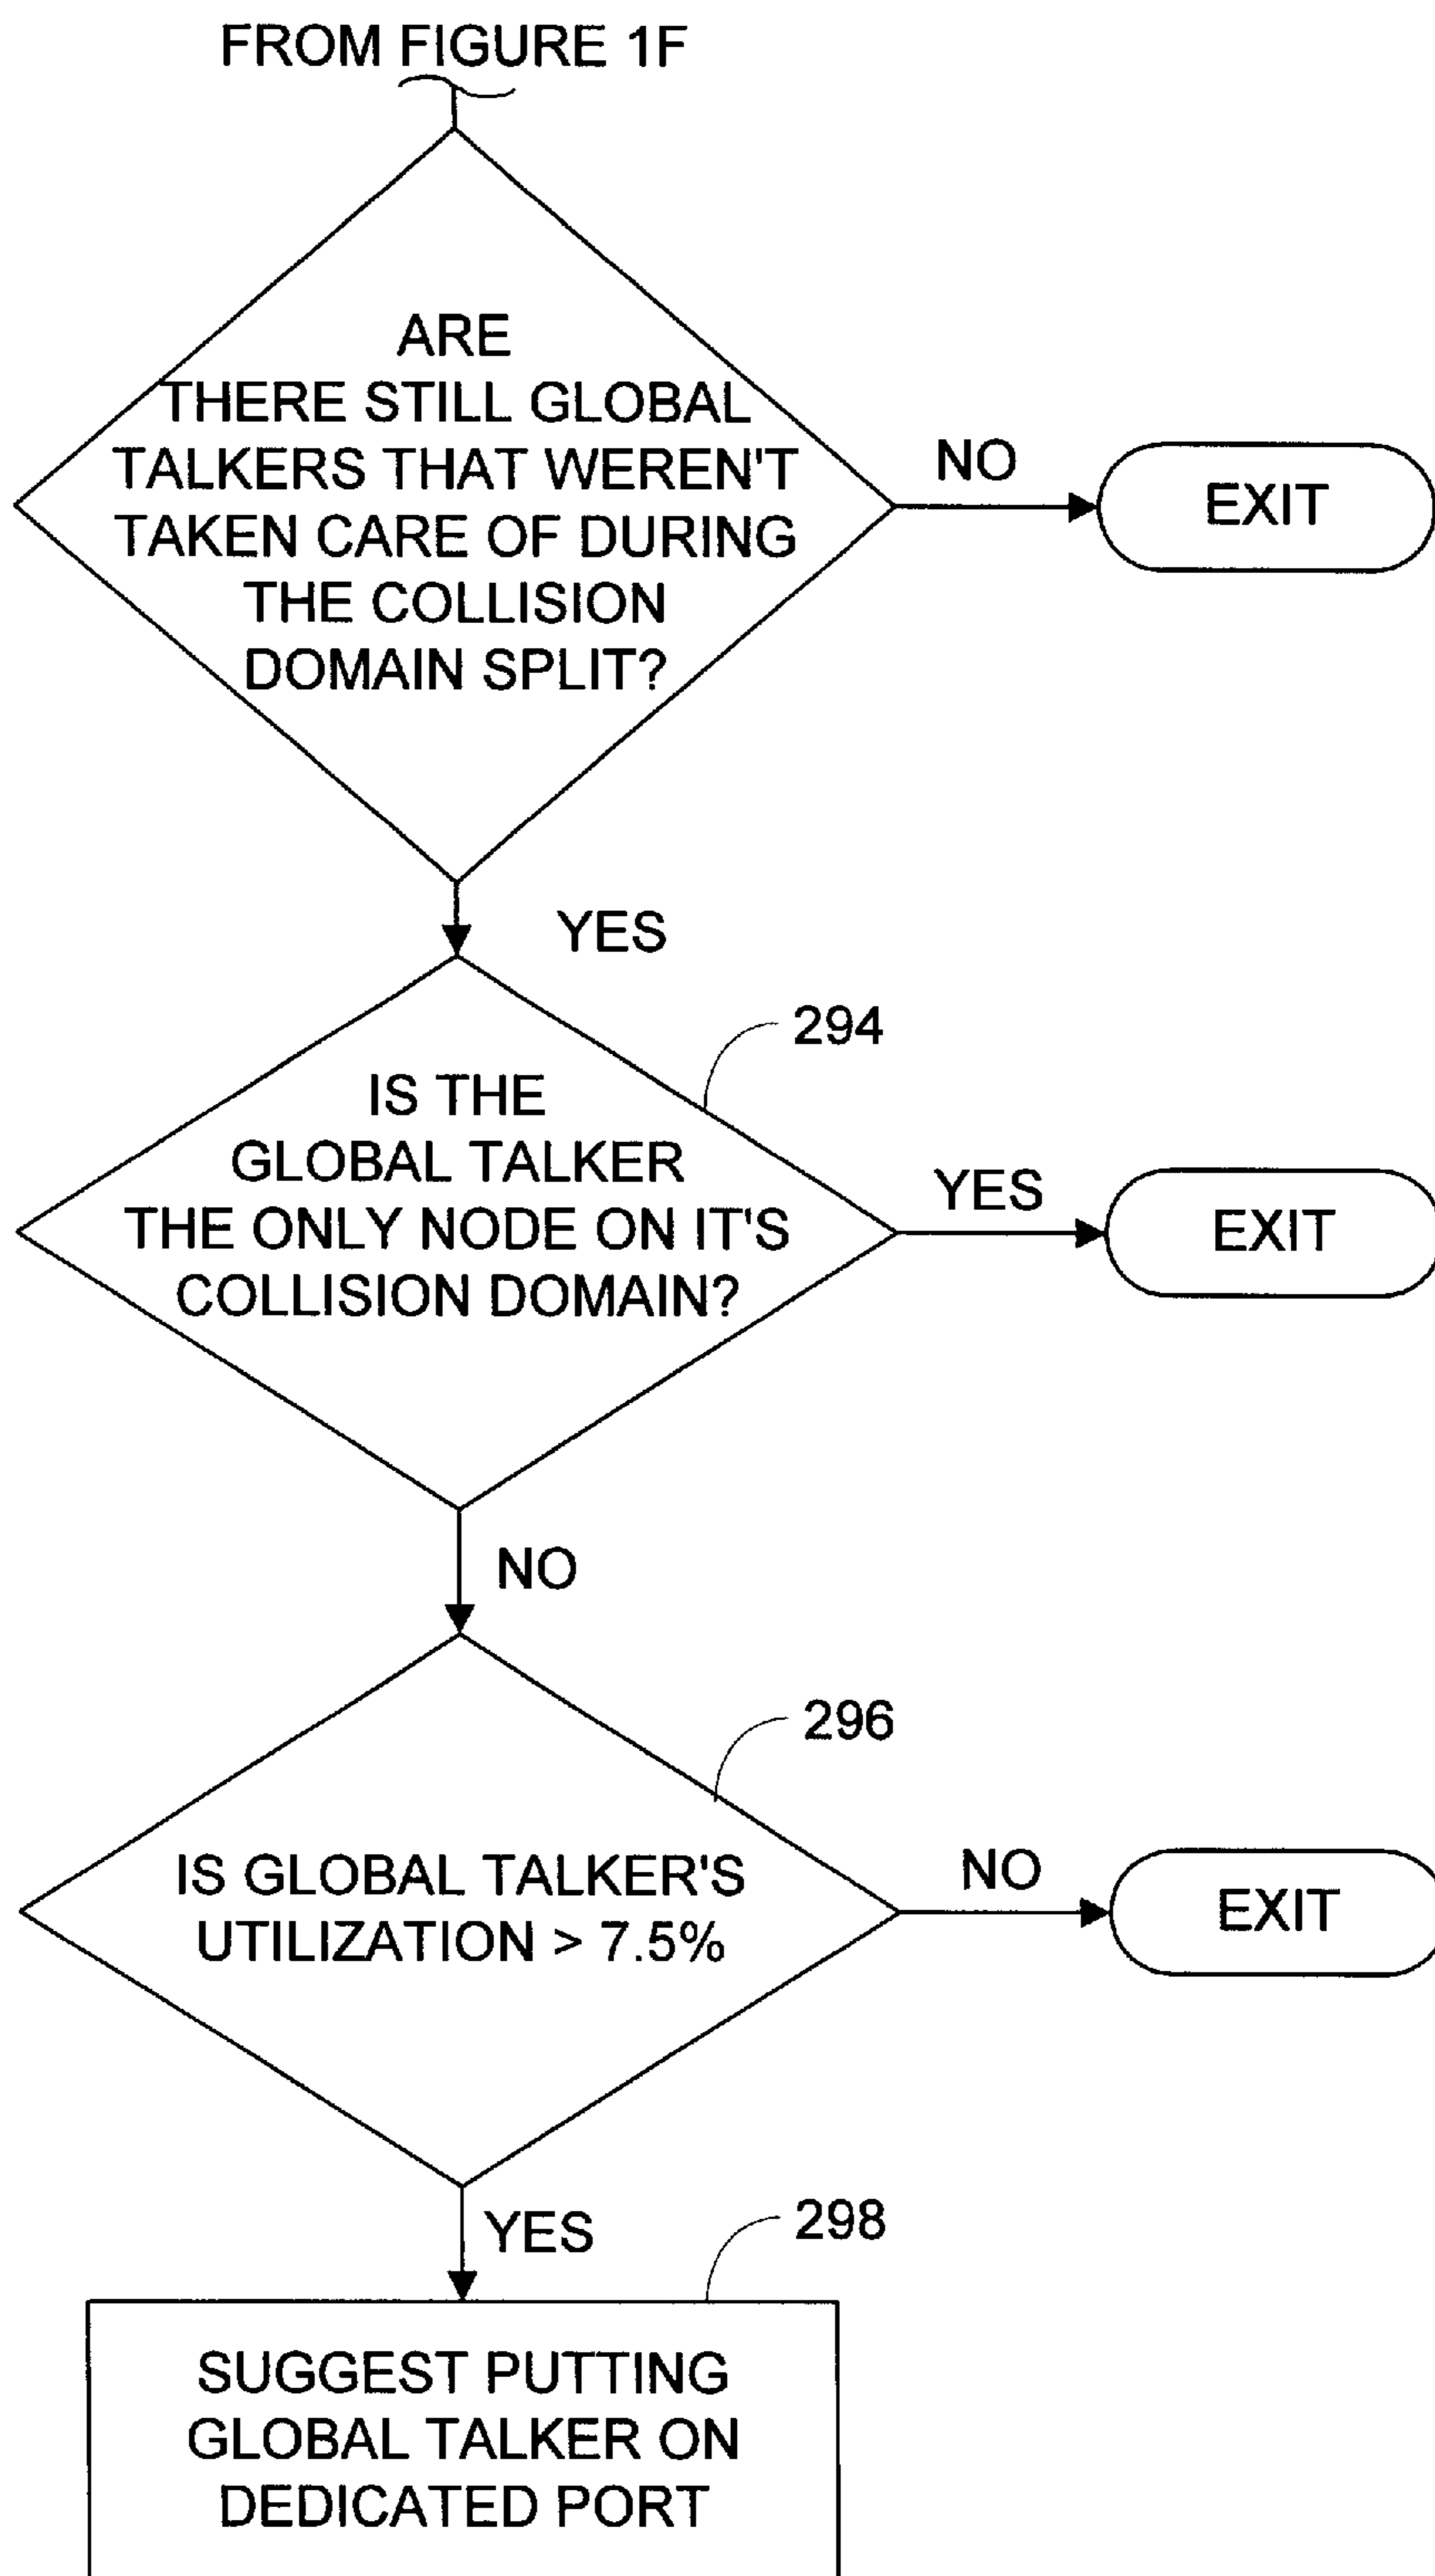 FROM FIGURE 1F
ARE
THERE STILL GLOBAL
TALKERS THAT WEREN'T
TAKEN CARE OF DURING
THE COLLISION
DOMAIN SPLIT?
NO
EXIT
YES
294
IS THE
GLOBAL TALKER
THE ONLY NODE ON IT'S
COLLISION DOMAIN?
YES
EXIT
NO
296
IS GLOBAL TALKER'S
UTILIZATION > 7.5%
NO
EXIT
YES
298
SUGGEST PUTTING
GLOBAL TALKER ON
DEDICATED PORT